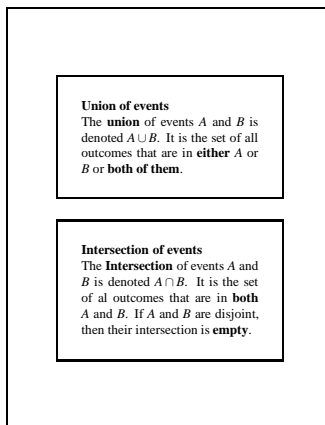 Union of events
The union of events A and B is
denoted A ∪ B. It is the set of all
outcomes that are in either A or
B or both of them.
Intersection of events
The Intersection of events A and
B is denoted A ∩ B. It is the set
of al outcomes that are in both
A and B. If A and B are disjoint,
then their intersection is empty.